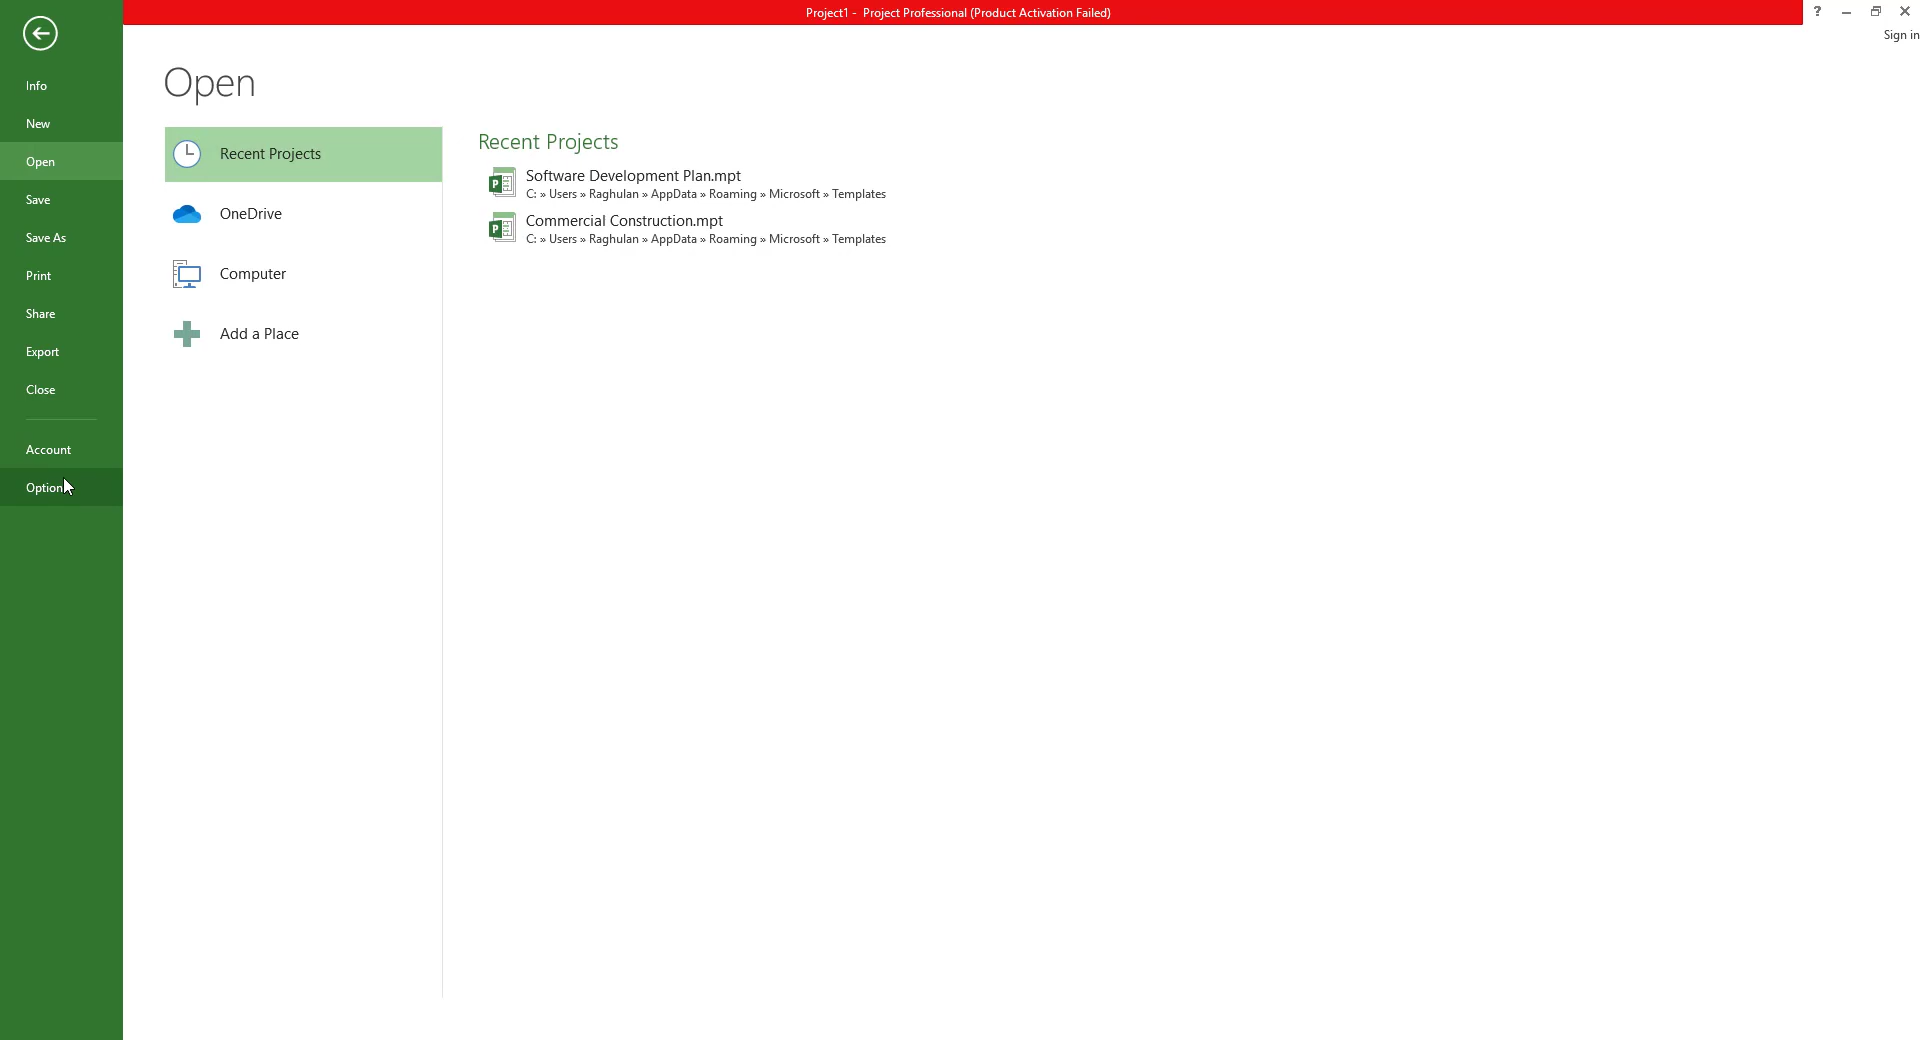 Project1 - Project Professional (Product Activation Failed)
?
Sign in
Info
New
Open
Save
Save As
Print
Share
Export
Close
Account
Option
Open
Recent Projects
OneDrive
Computer
Add a Place
Recent Projects
Software Development Plan.mpt
C: » Users » Raghulan » AppData » Roaming » Microsoft » Templates
Commercial Construction.mpt
C: » Users » Raghulan » AppData » Roaming » Microsoft » Templates